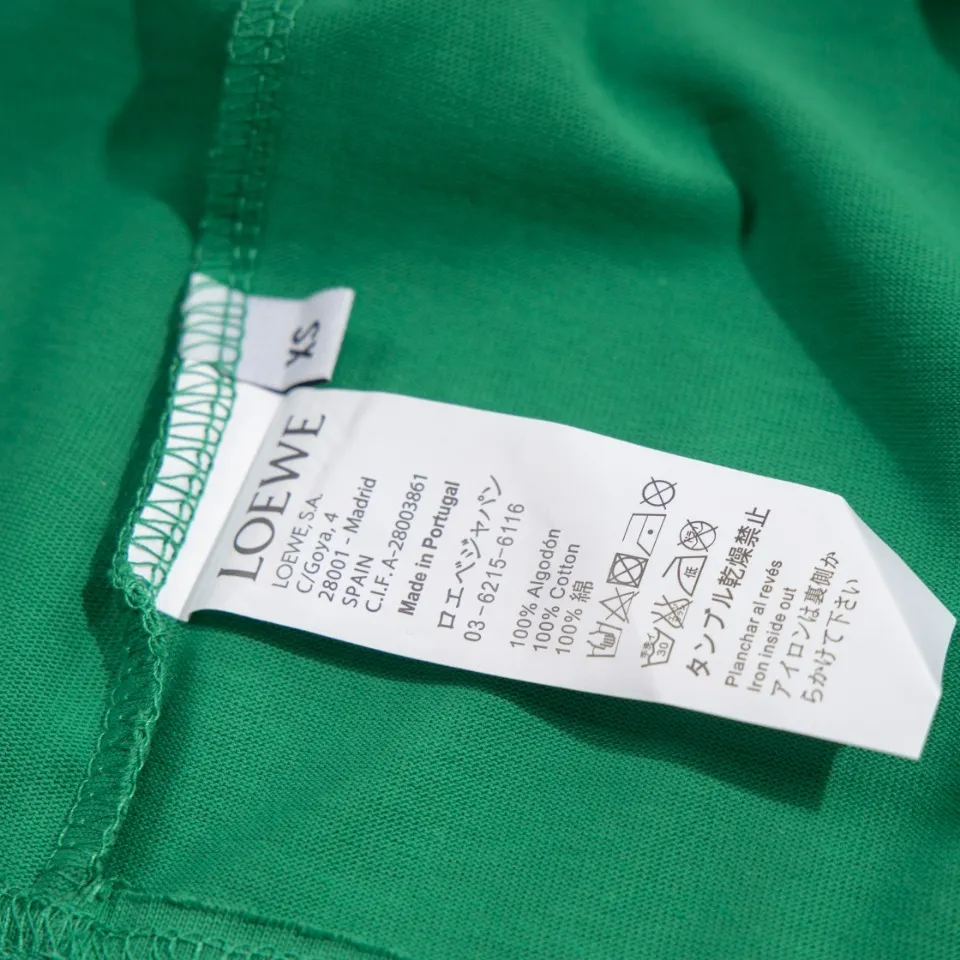 XS
LOEWE
LOEWE, S.A.
C/Goya, 4
28001 - Madrid
SPAIN
C.I.F. A-28003861
Made in Portugal
ロエベジャパン
03-6215-6116
100% Algodón
100% Cotton
100% 綿
30
低
タンブル乾燥禁止
Planchar al revés
Iron inside out
アイロンは裏側か
らかけて下さい